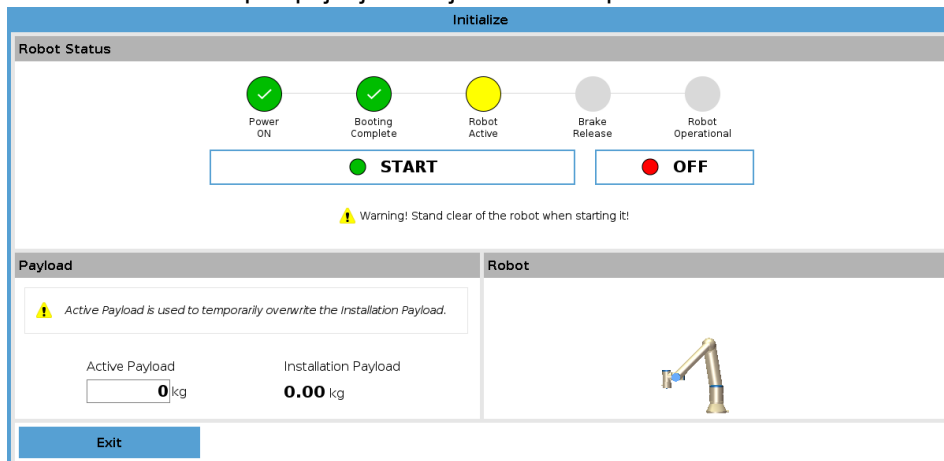 Initialize
Robot Status
Power
ON
Booting
Complete
Robot
Active
Brake
Release
Robot
Operational
START
OFF
Warning! Stand clear of the robot when starting it!
Payload
Robot
Active Payload is used to temporarily overwrite the Installation Payload.
Active Payload
Installation Payload
0 kg
0.00 kg
Exit